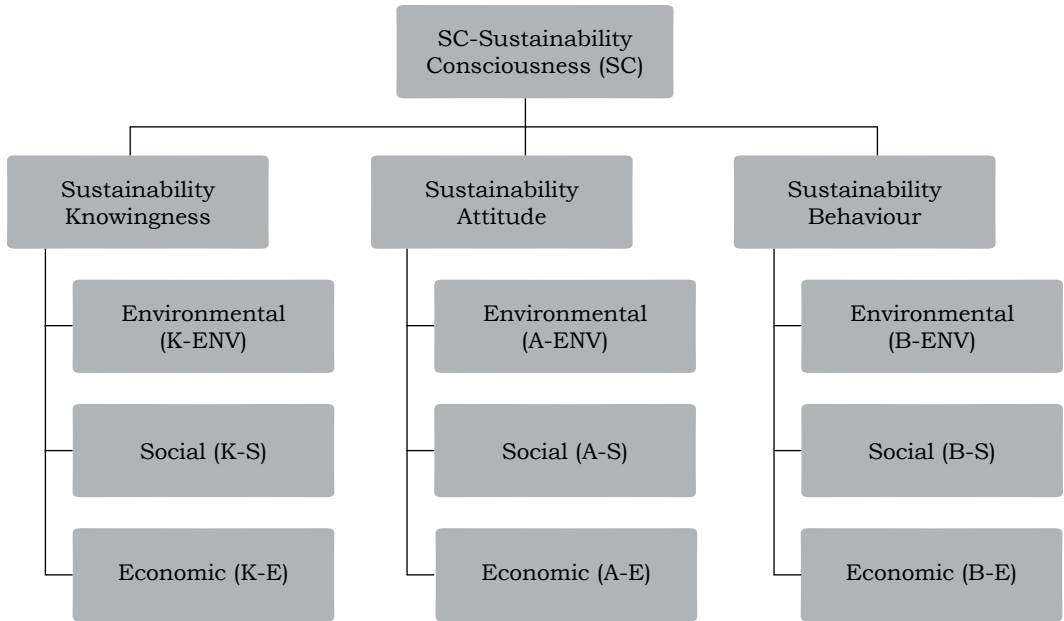 SC-Sustainability
Consciousness (SC)
Sustainability
Knowingness
Sustainability
Attitude
Sustainability
Behaviour
Environmental
(K-ENV)
Environmental
(A-ENV)
Environmental
(B-ENV)
Social (K-S)
Social (A-S)
Social (B-S)
Economic (K-E)
Economic (A-E)
Economic (B-E)